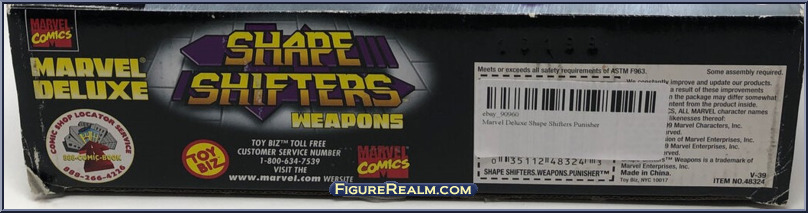 MARVEL
COMICS
MARVEL®
DELUXE
SHAPE
SHIFTERS
WEAPONS
COMIC SHOP LOCATOR SERVICE
888-COMIC-BOOK
888-266-4226
TOY
BIZ
TOY BIZ™ TOLL FREE
CUSTOMER SERVICE NUMBER
1-800-634-7539
VISIT THE
www.marvel.com WEBSITE
MARVEL
COMICS
Meets or exceeds all safety requirements of ASTM F963.
Some assembly required.
We constantly improve and update our products.
a result of these improvements
n the package may differ somewhat
ntent from the product inside.
CS, ALL MARVEL character names
likenesses thereof:
Marvel Characters, Inc.
rved.
ion of Marvel Enterprises, Inc.
rved.
Marvel Enterprises, Inc.
Weapons is a trademark of
Marvel Enterprises, Inc.
Made in China.
Toy Biz, NYC 10017
V-39
ITEM NO.48324
ebay_90960
Marvel Deluxe Shape Shifters Punisher
0 35112 48324 3
SHAPE SHIFTERS.WEAPONS.PUNISHER™
FIGUREREALM.COM